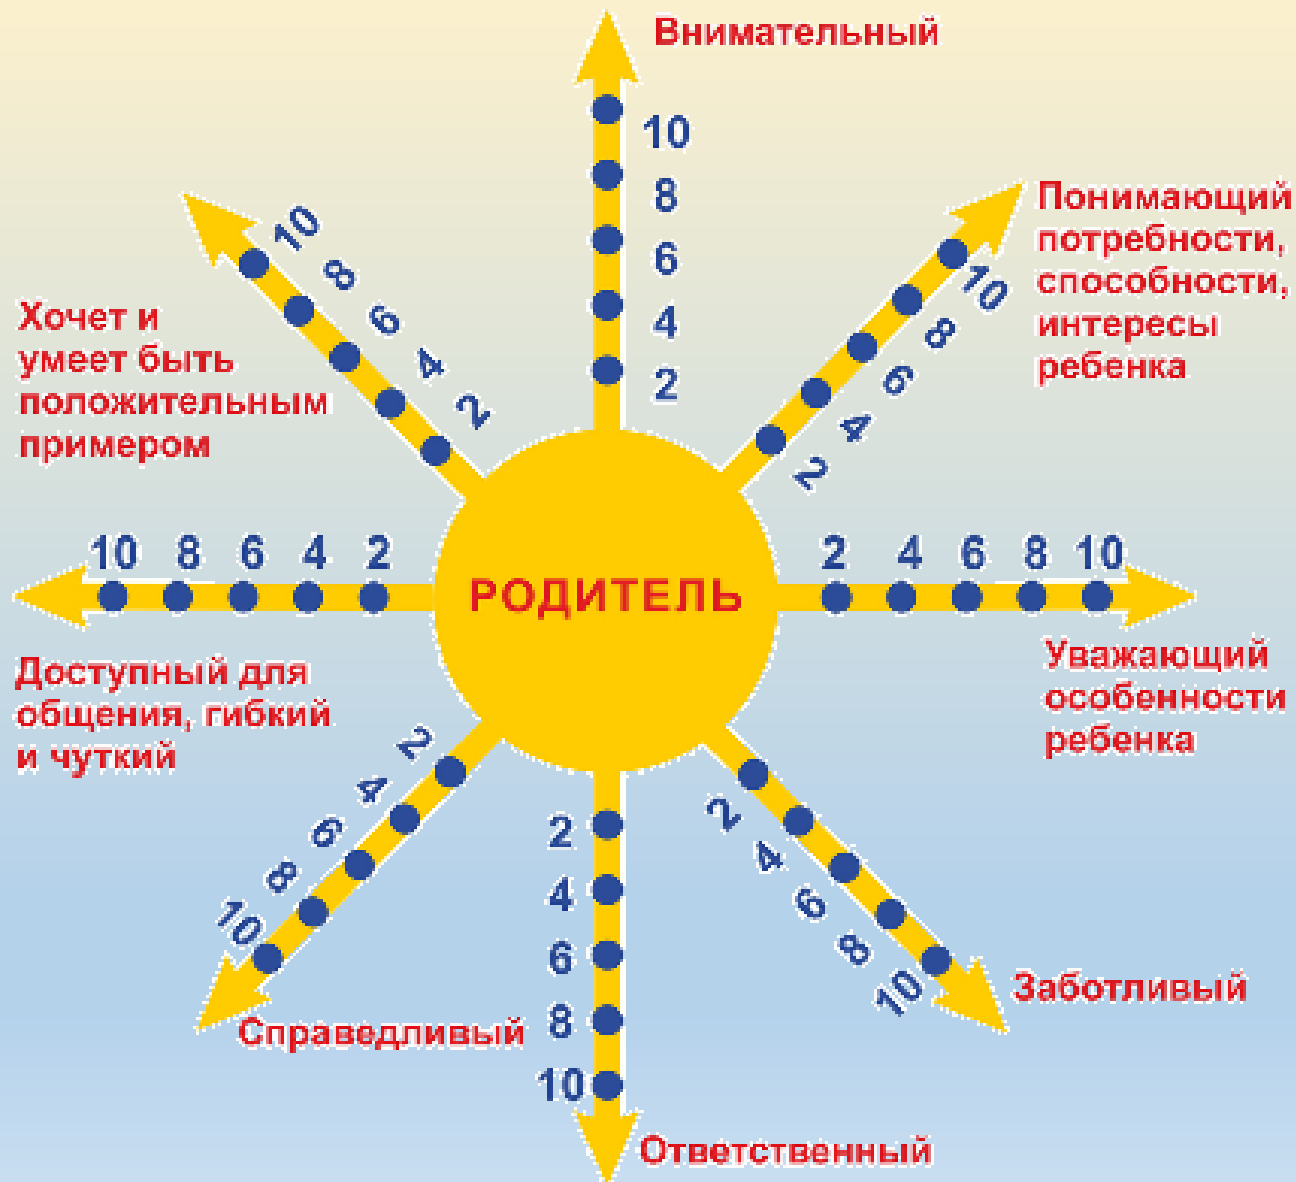 Внимательный
10
8
6
4
2
Понимающий
потребности,
способности,
интересы
ребенка
10
8
6
4
2
Хочет и
умеет быть
положительным
примером
10
8
6
4
2
10 8 6 4 2
РОДИТЕЛЬ
2 4 6 8 10
Доступный для
общения, гибкий
и чуткий
Уважающий
особенности
ребенка
2
4
6
8
10
Справедливый
2
4
6
8
10
Ответственный
2
4
6
8
10
Заботливый